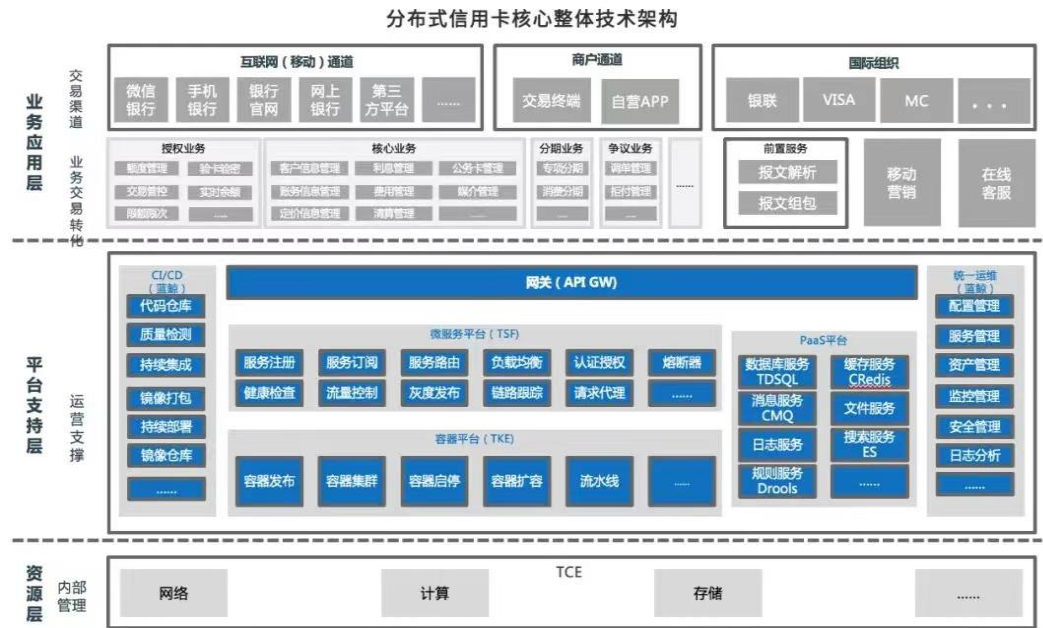 分布式信用卡核心整体技术架构
业务应用层
交易渠道
互联网（移动）通道
微信银行
手机银行
银行官网
网上银行
第三方平台
......
商户通道
交易终端
自营APP
国际组织
银联
VISA
MC
. . .
业务交易转化
授权业务
额度管理
验卡验密
交易管控
实时余额
限额限次
......
核心业务
客户信息管理
利息管理
公务卡管理
账务信息管理
费用管理
媒介管理
定价信息管理
清算管理
......
分期业务
专项分期
消费分期
......
争议业务
调单管理
拒付管理
......
......
前置服务
报文解析
报文组包
移动营销
在线客服
平台支持层
运营支撑
CI/CD
（蓝鲸）
代码仓库
质量检测
持续集成
镜像打包
持续部署
镜像仓库
......
网关（API GW)
微服务平台（TSF)
服务注册
服务订阅
服务路由
负载均衡
认证授权
熔断器
健康检查
流量控制
灰度发布
链路跟踪
请求代理
......
容器平台（TKE)
容器发布
容器集群
容器启停
容器扩容
流水线
......
PaaS平台
数据库服务
TDSQL
缓存服务
CRedis
消息服务
CMQ
文件服务
日志服务
搜索服务
ES
规则服务
Drools
......
统一运维
（蓝鲸）
配置管理
服务管理
资产管理
监控管理
安全管理
日志分析
......
资源层
内部管理
TCE
网络
计算
存储
......